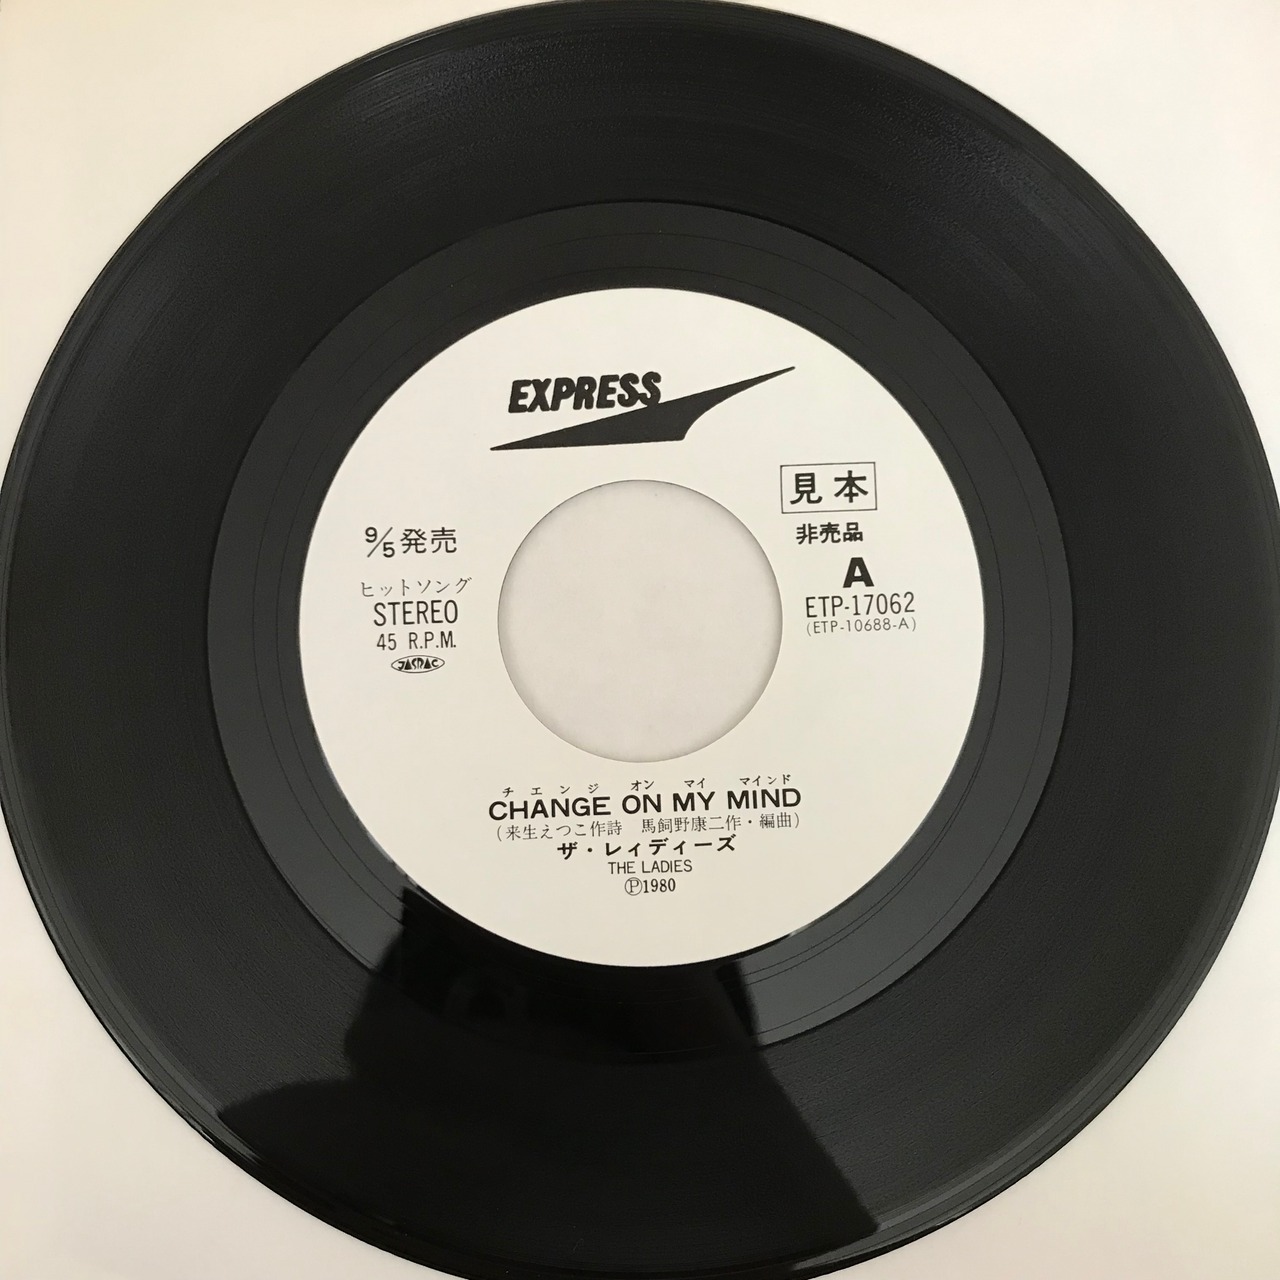 EXPRESS
見本
非売品
A
ETP-17062
(ETP-10688-A)
9/5発売
ヒットソング
STEREO
45 R.P.M.
JASRAC
チエンジ オン マイ マインド
CHANGE ON MY MIND
(来生えつこ作詩 馬飼野康二作・編曲)
ザ・レィディーズ
THE LADIES
Ⓟ1980